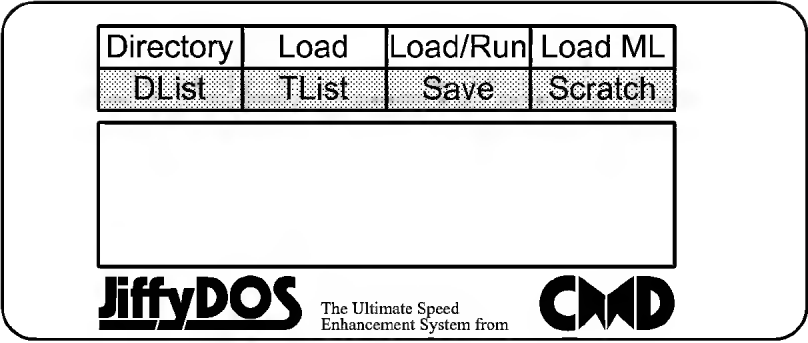 Directory Load Load/Run Load ML
DList TList Save Scratch
JiffyDOS
The Ultimate Speed
Enhancement System from
CMD